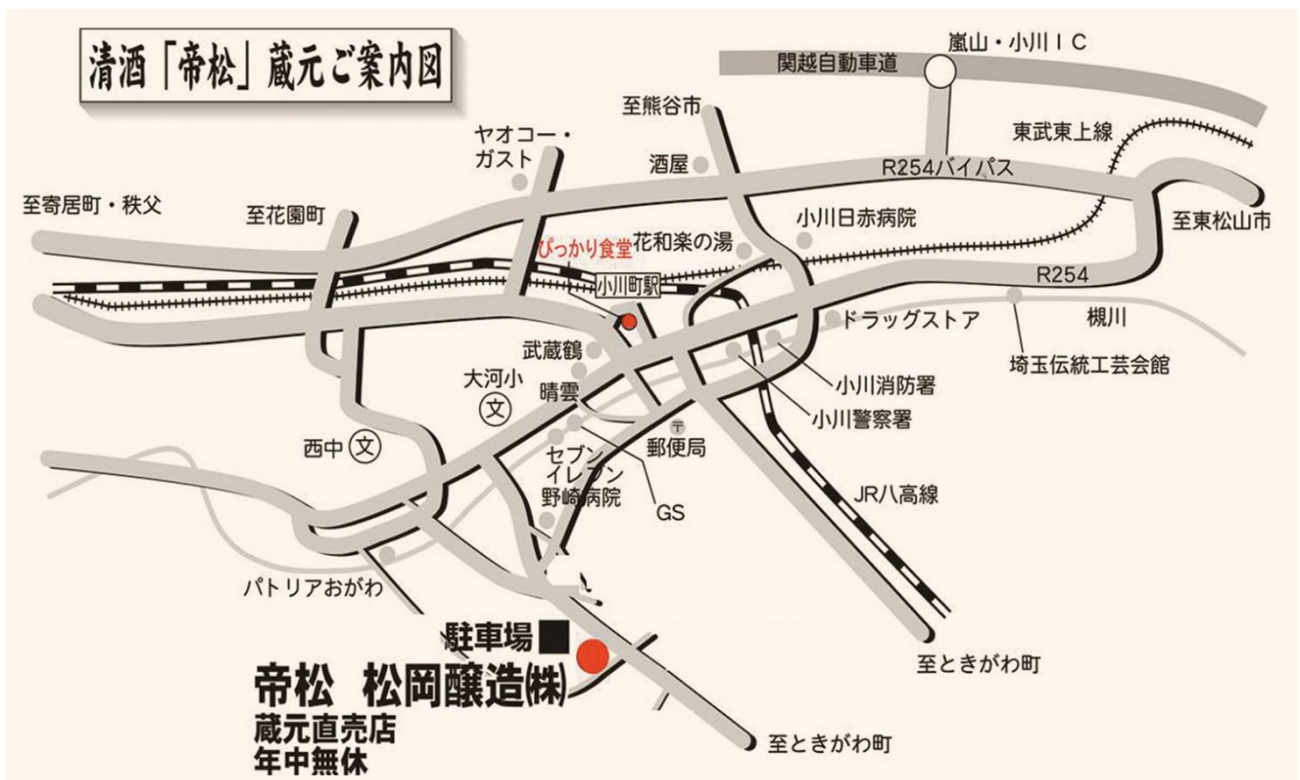 清酒「帝松」蔵元ご案内図
嵐山・小川IC
関越自動車道
至熊谷市
東武東上線
ヤオコー・
ガスト
酒屋
R254バイパス
至寄居町・秩父
至花園町
小川日赤病院
至東松山市
ぴっかり食堂
花和楽の湯
小川町駅
R254
ドラッグストア
槻川
武蔵鶴
埼玉伝統工芸会館
大河小
文
晴雲
小川消防署
小川警察署
西中
文
〒
郵便局
セブン
イレブン
野崎病院
GS
JR八高線
パトリアおがわ
駐車場
至ときがわ町
帝松 松岡醸造㈱
蔵元直売店
年中無休
至ときがわ町